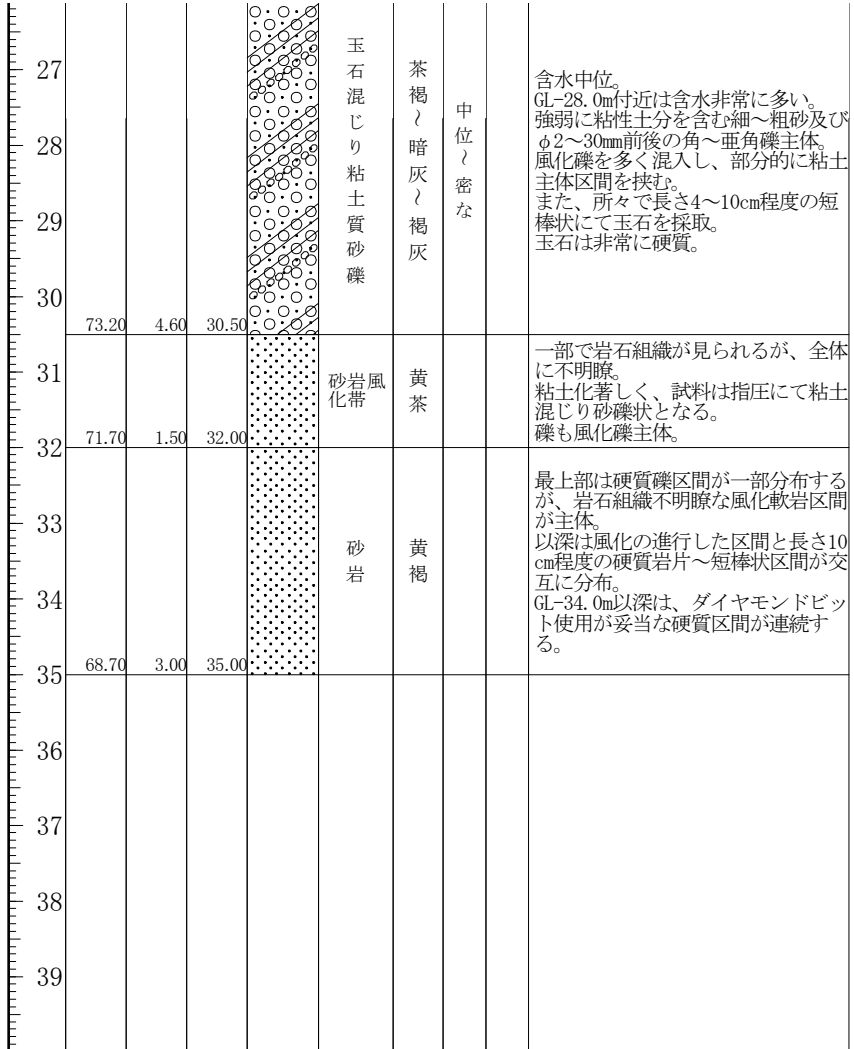 27
28
29
30
73.20 4.60 30.50
玉石混じり粘土質砂礫
茶褐～暗灰～褐灰
中位～密な
含水中位。
GL-28.0m付近は含水非常に多い。
強弱に粘性土分を含む細～粗砂及び
φ2～30mm前後の角～亜角礫主体。
風化礫を多く混入し、部分的に粘土
主体区間を挟む。
また、所々で長さ4～10cm程度の短
棒状にて玉石を採取。
玉石は非常に硬質。
31
32
71.70 1.50 32.00
砂岩風
化帯
黄茶
一部で岩石組織が見られるが、全体
に不明瞭。
粘土化著しく、試料は指圧にて粘土
混じり砂礫状となる。
礫も風化礫主体。
33
34
35
68.70 3.00 35.00
砂岩
黄褐
最上部は硬質礫区間が一部分布する
が、岩石組織不明瞭な風化軟岩区間
が主体。
以深は風化の進行した区間と長さ10
cm程度の硬質岩片～短棒状区間が交
互に分布。
GL-34.0m以深は、ダイヤモンドビッ
ト使用が妥当な硬質区間が連続す
る。
36
37
38
39